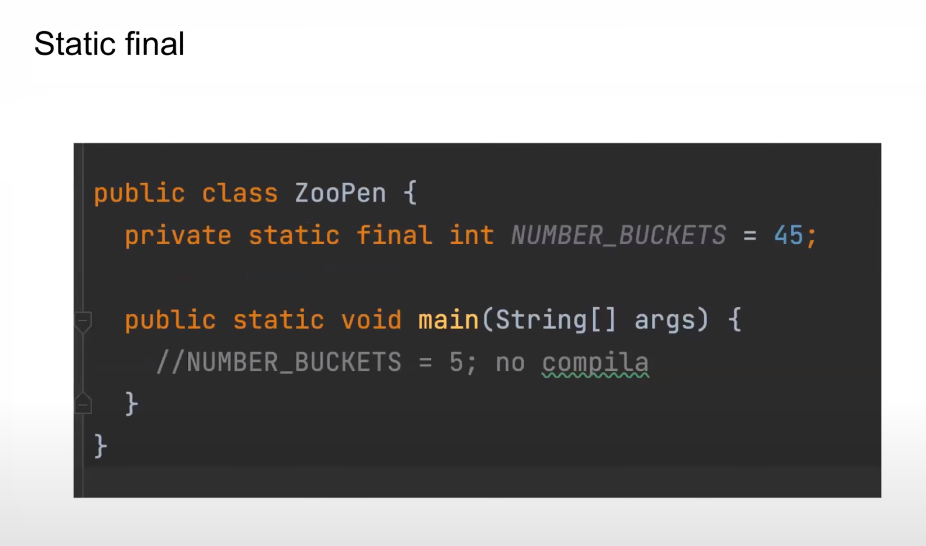 Static final
public class ZooPen {
private static final int NUMBER_BUCKETS = 45;
public static void main(String[] args) {
//NUMBER_BUCKETS = 5; no compila
}
}